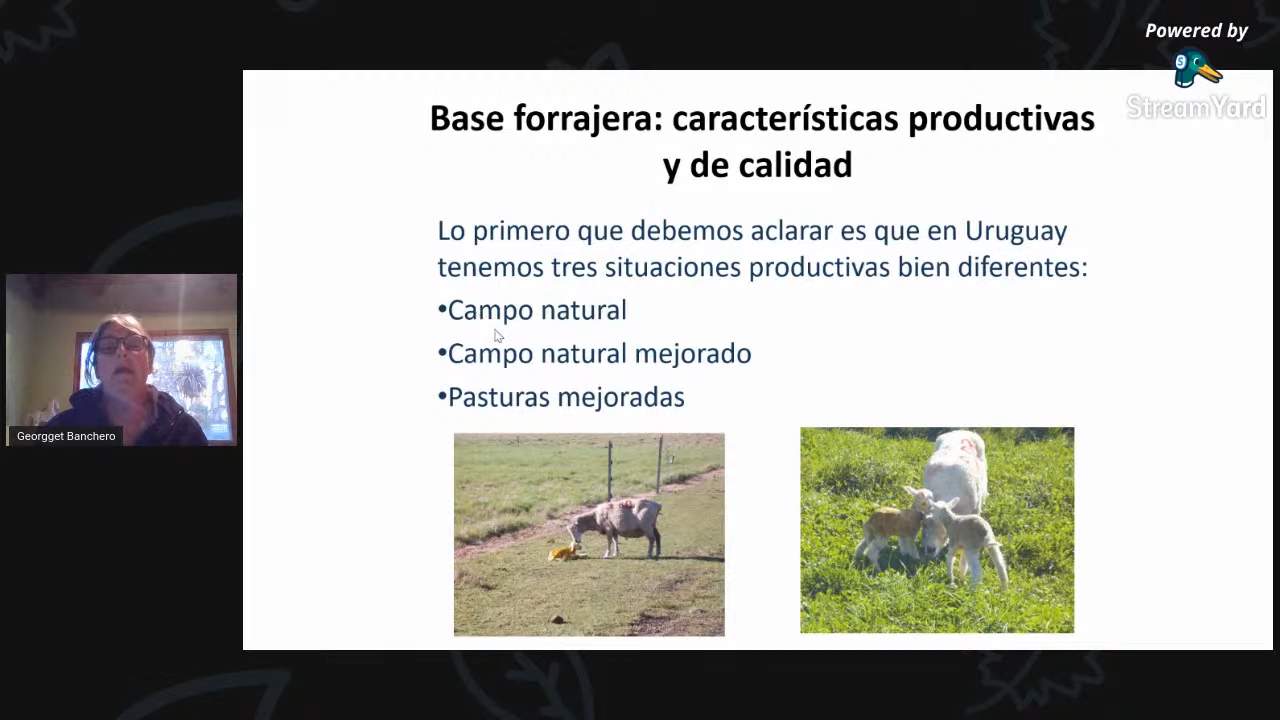 Powered by
StreamYard
Base forrajera: características productivas
y de calidad
Lo primero que debemos aclarar es que en Uruguay
tenemos tres situaciones productivas bien diferentes:
•Campo natural
•Campo natural mejorado
•Pasturas mejoradas
Georgget Banchero